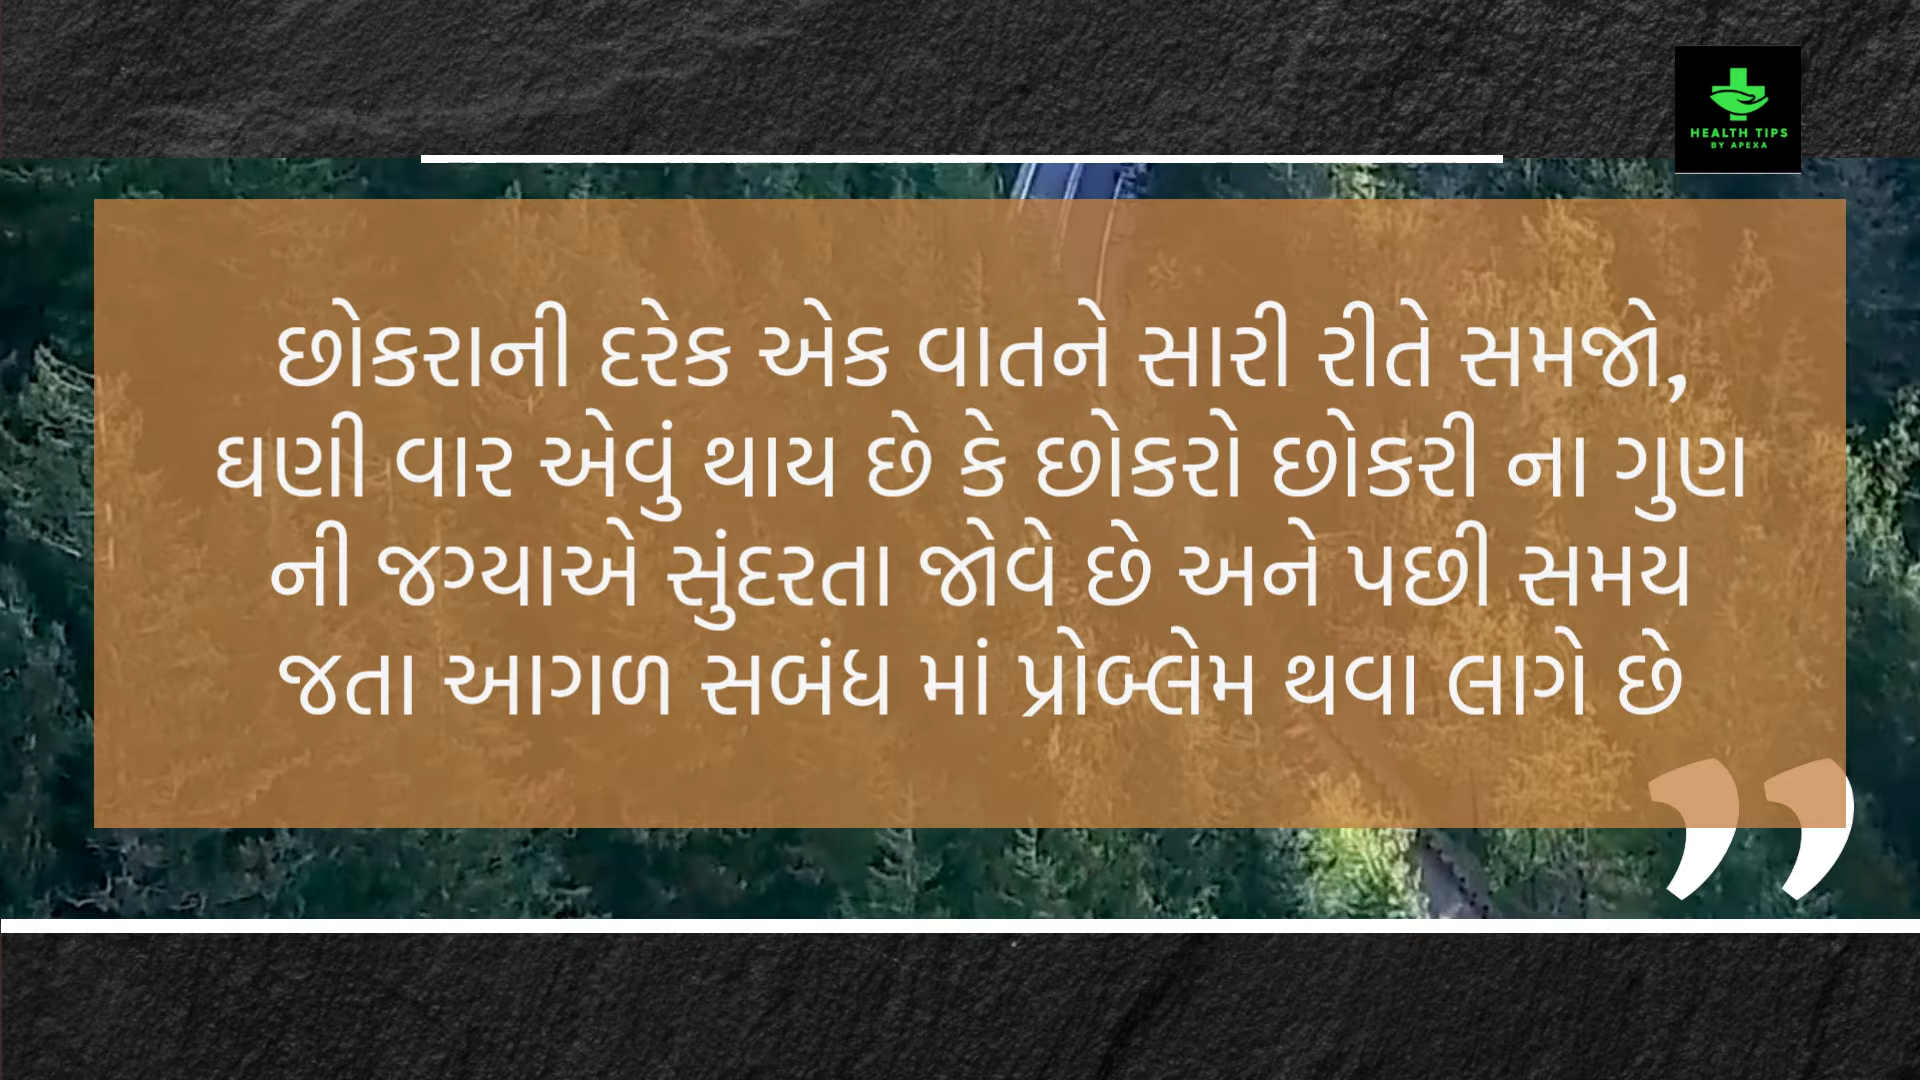 HEALTH TIPS
BY APEXA
છોકરાની દરેક એક વાતને સારી રીતે સમજો,
ઘણી વાર એવું થાય છે કે છોકરો છોકરી ના ગુણ
ની જગ્યાએ સુંદરતા જોવે છે અને પછી સમય
જતા આગળ સબંધ માં પ્રોબ્લેમ થવા લાગે છે
”